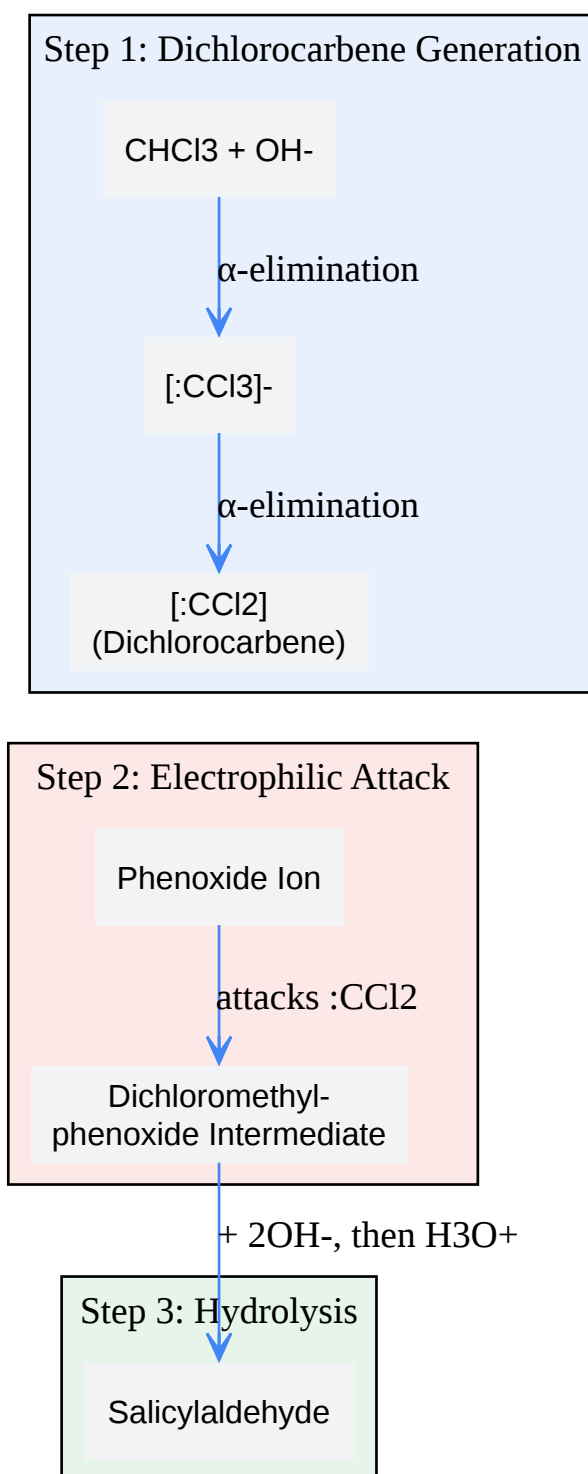 Step 1: Dichlorocarbene Generation
CHCl3 + OH-
α-elimination
[:CCl3]-
α-elimination
[:CCl2]
(Dichlorocarbene)
Step 2: Electrophilic Attack
Phenoxide Ion
attacks :CCl2
Dichloromethyl-
phenoxide Intermediate
+ 2OH-, then H3O+
Step 3: Hydrolysis
Salicylaldehyde